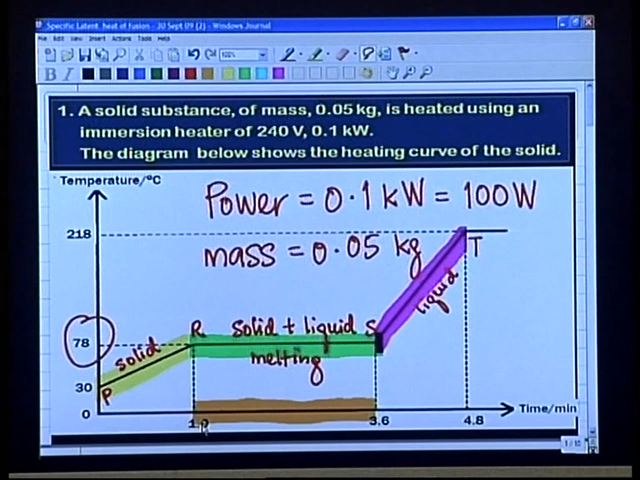 Specific Latent heat of fusion - 30 Sept 09 (2) - Windows Journal
File Edit View Insert Actions Tools Help
100%
B I
1. A solid substance, of mass, 0.05 kg, is heated using an
immersion heater of 240 V, 0.1 kW.
The diagram below shows the heating curve of the solid.
Temperature/°C
Power = 0.1 kW = 100W
218
mass = 0.05 kg
T
liquid
R solid + liquid S
78
solid
melting
30
P
0
3.6
4.8
Time/min
1/10